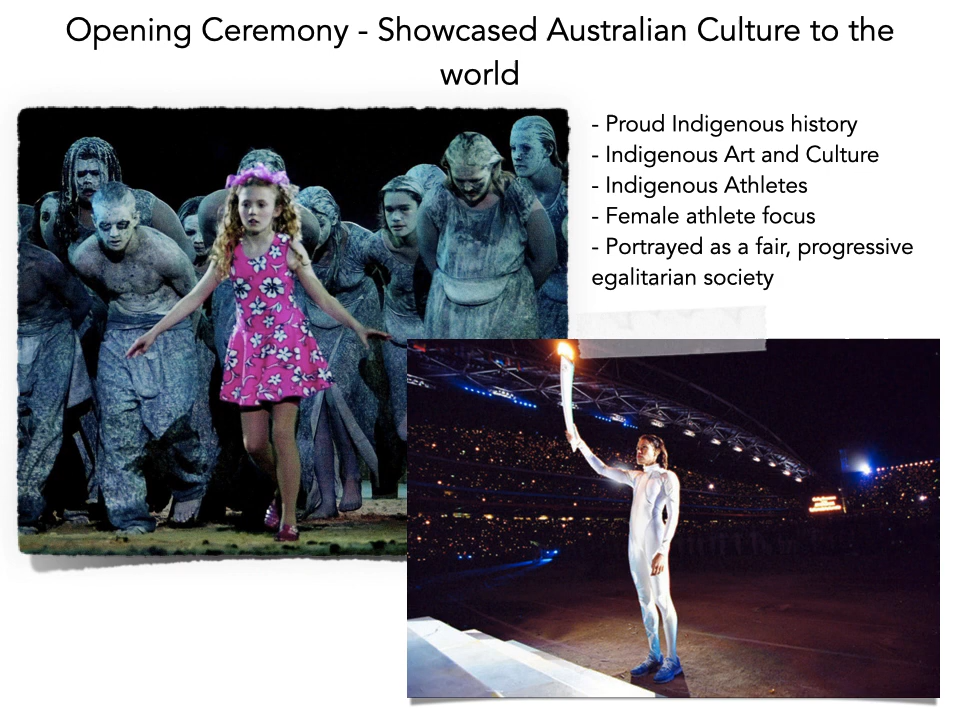 Opening Ceremony - Showcased Australian Culture to the
world
- Proud Indigenous history
- Indigenous Art and Culture
- Indigenous Athletes
- Female athlete focus
- Portrayed as a fair, progressive
egalitarian society